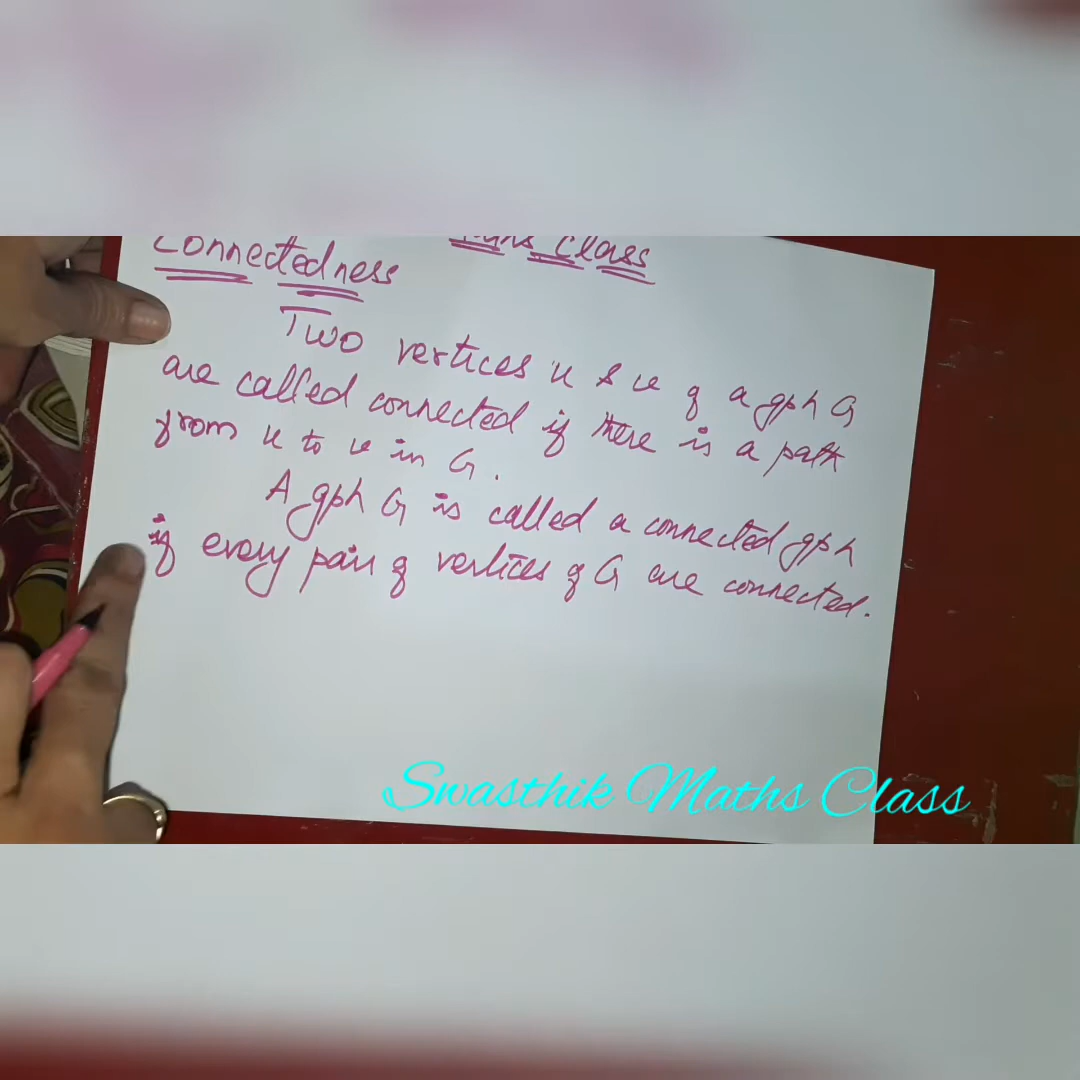 Connectedness
Class
Two vertices u & v of a gph G
are called connected if there is a path
from u to v in G.
A gph G is called a connected gph
if every pair of vertices of G are connected.
Swasthik Maths Class